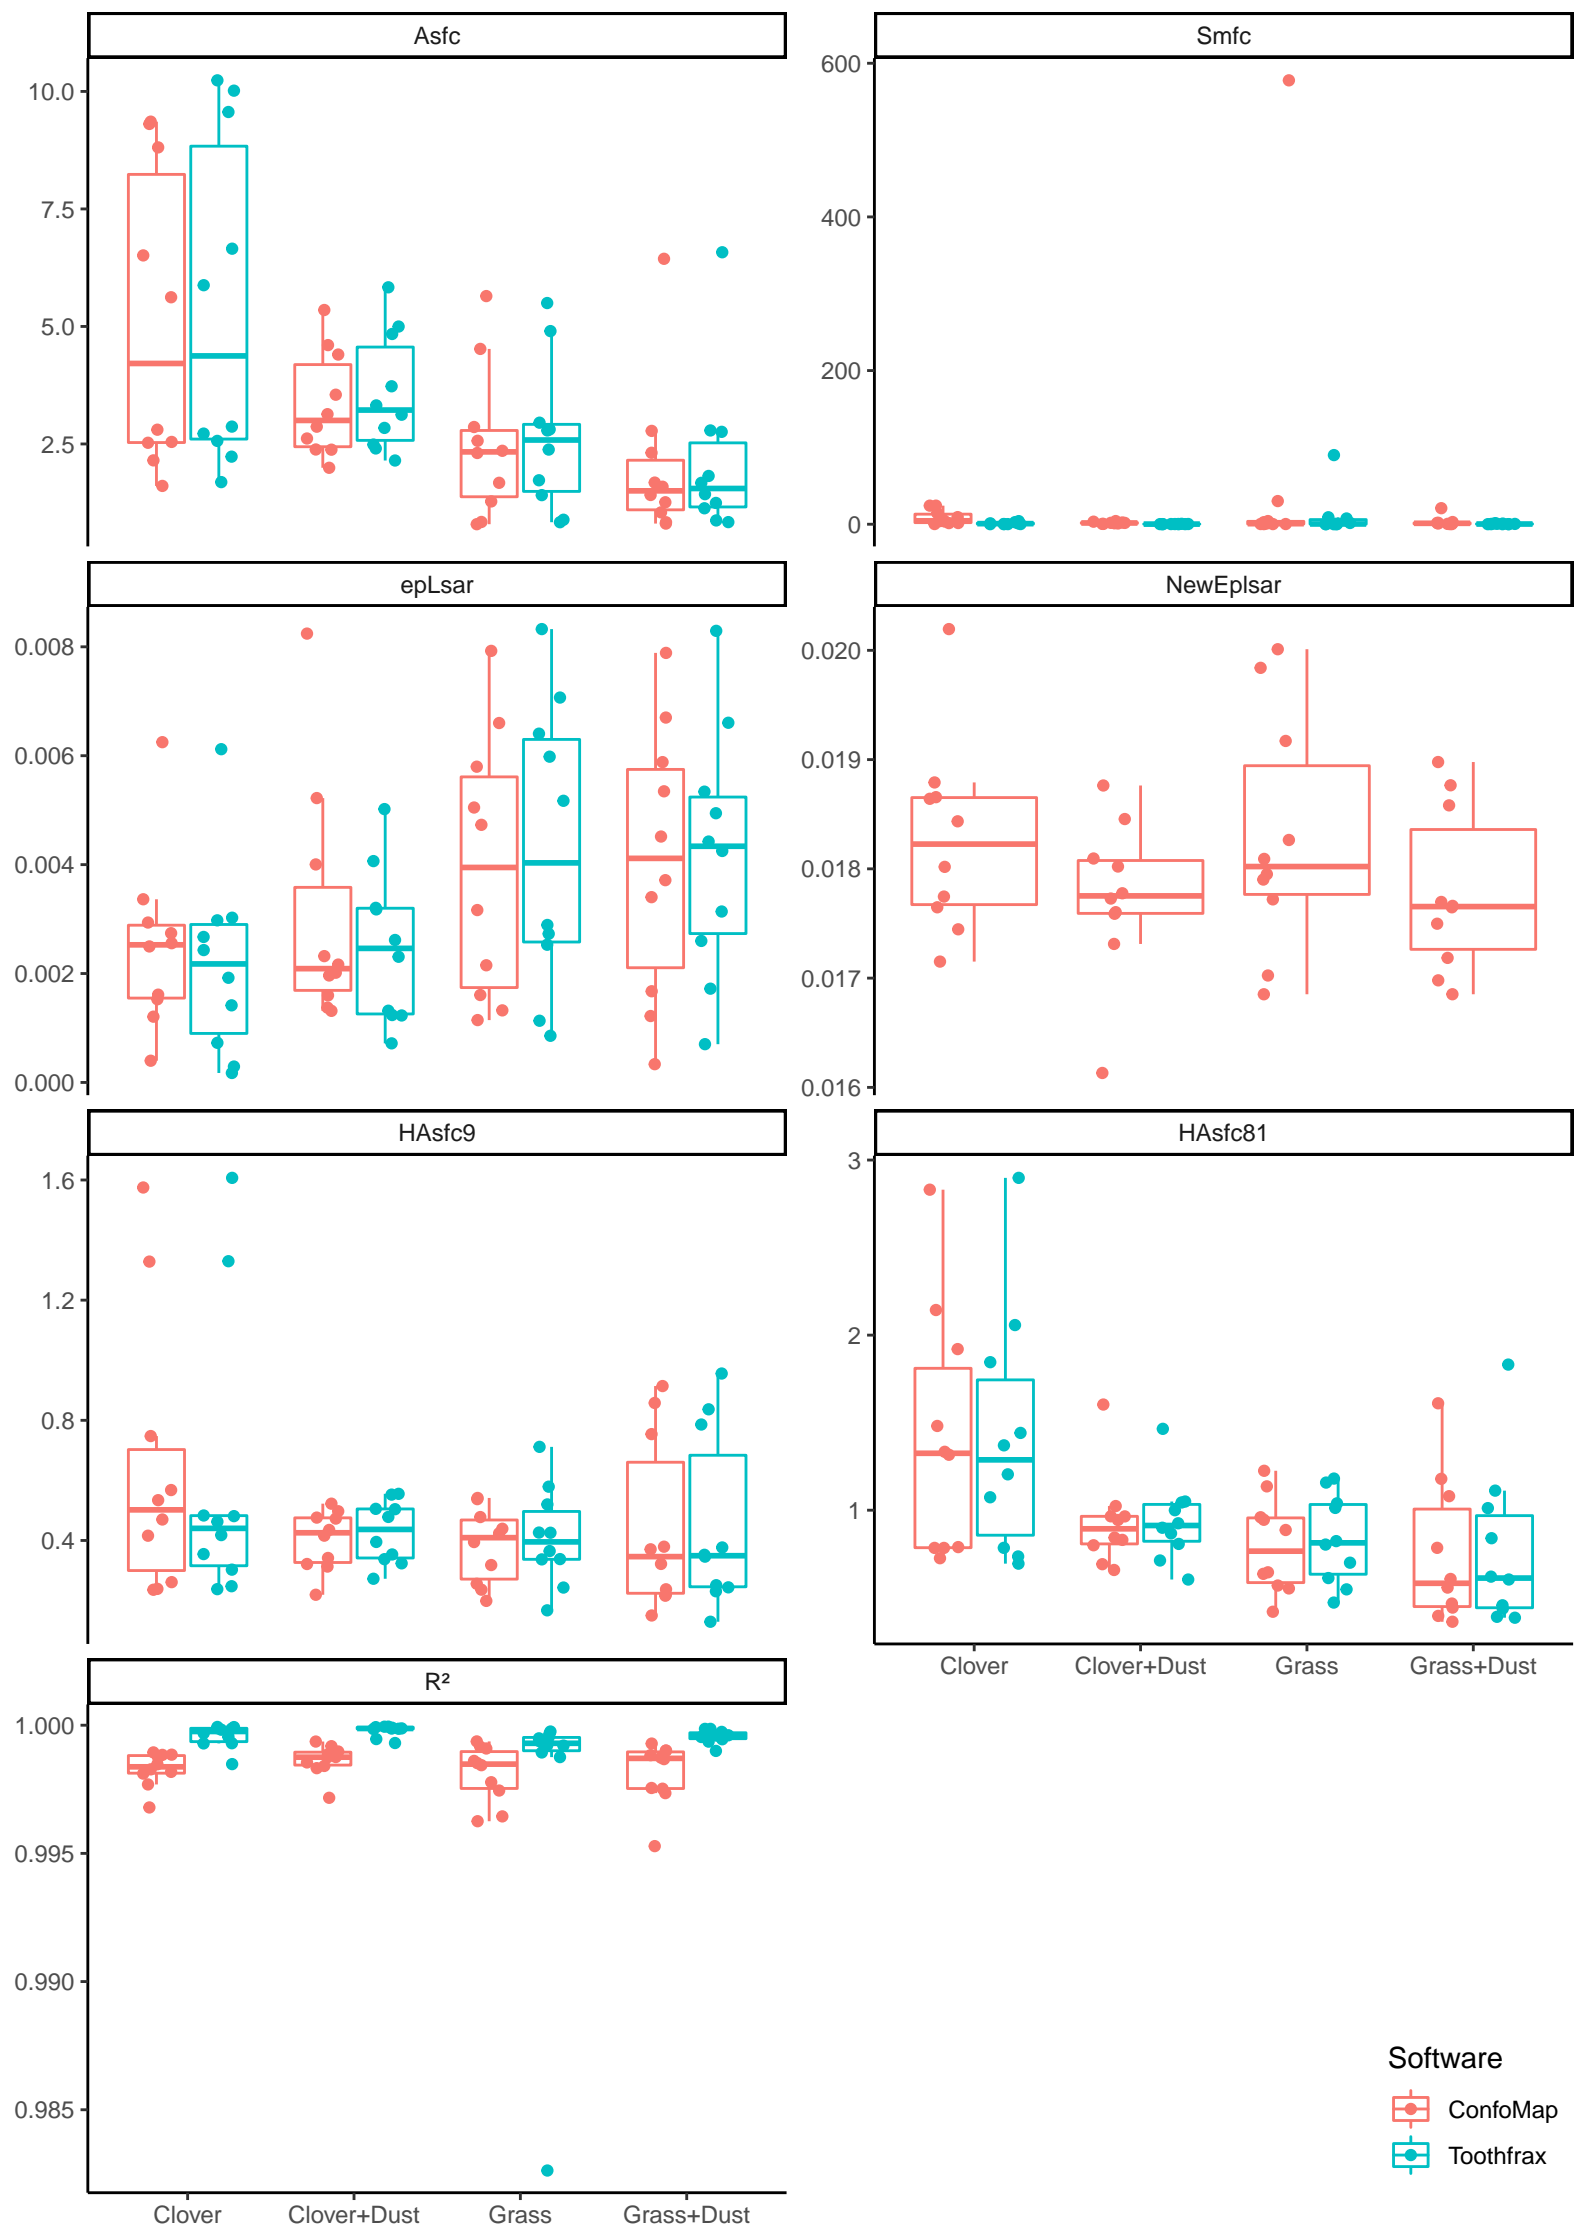 Asfc
Smfc
10.0
7.5
5.0
2.5
600
400
200
0
epLsar
NewEplsar
0.008
0.006
0.004
0.002
0.000
0.020
0.019
0.018
0.017
0.016
HAsfc9
HAsfc81
1.6
1.2
0.8
0.4
3
2
1
Clover Clover+Dust Grass Grass+Dust
R²
1.000
0.995
0.990
0.985
Clover Clover+Dust Grass Grass+Dust
Software
ConfoMap
Toothfrax